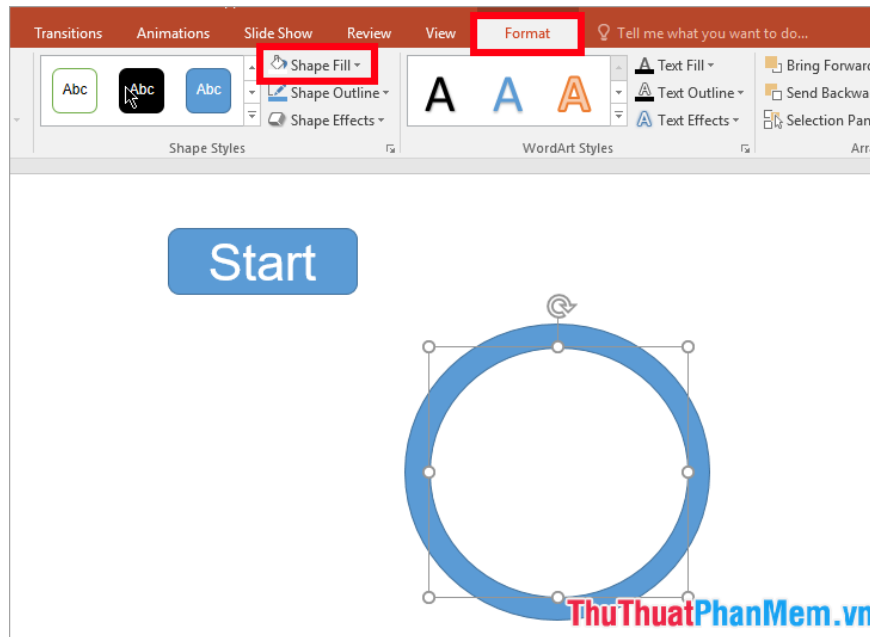 Transitions Animations Slide Show Review View Format Tell me what you want to do...
Abc Abc Abc Shape Fill A A A Text Fill Bring Forward
Shape Outline Text Outline Send Backwa
Shape Effects Text Effects Selection Pan
Shape Styles WordArt Styles Arr
Start
ThuThuatPhanMem.vn